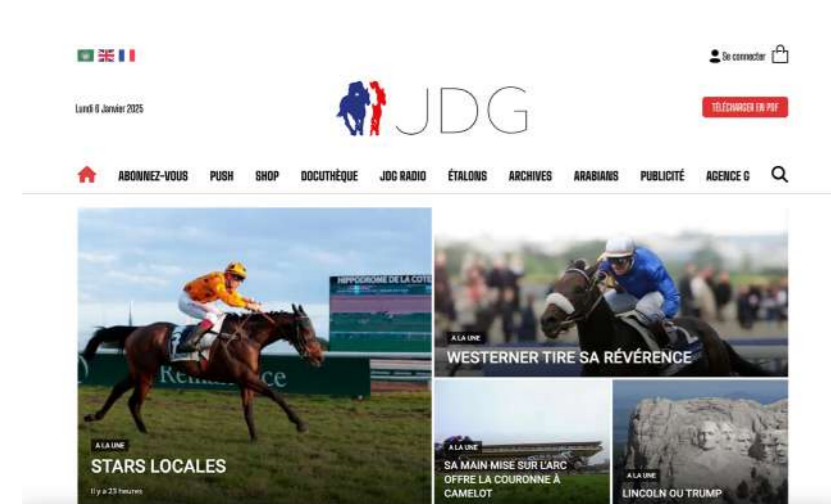 Se connecter
Lundi 6 Janvier 2025
JDG
TÉLÉCHARGER EN PDF
ABONNEZ-VOUS PUSH SHOP DOCUTHÈQUE JDG RADIO ÉTALONS ARCHIVES ARABIANS PUBLICITÉ AGENCE G
HIPPODROME DE LA COTE
3
A LA UNE
STARS LOCALES
Il y a 23 heures
A LA UNE
WESTERNER TIRE SA RÉVÉRENCE
A LA UNE
SA MAIN MISE SUR L'ARC
OFFRE LA COURONNE À
CAMELOT
A LA UNE
LINCOLN OU TRUMP